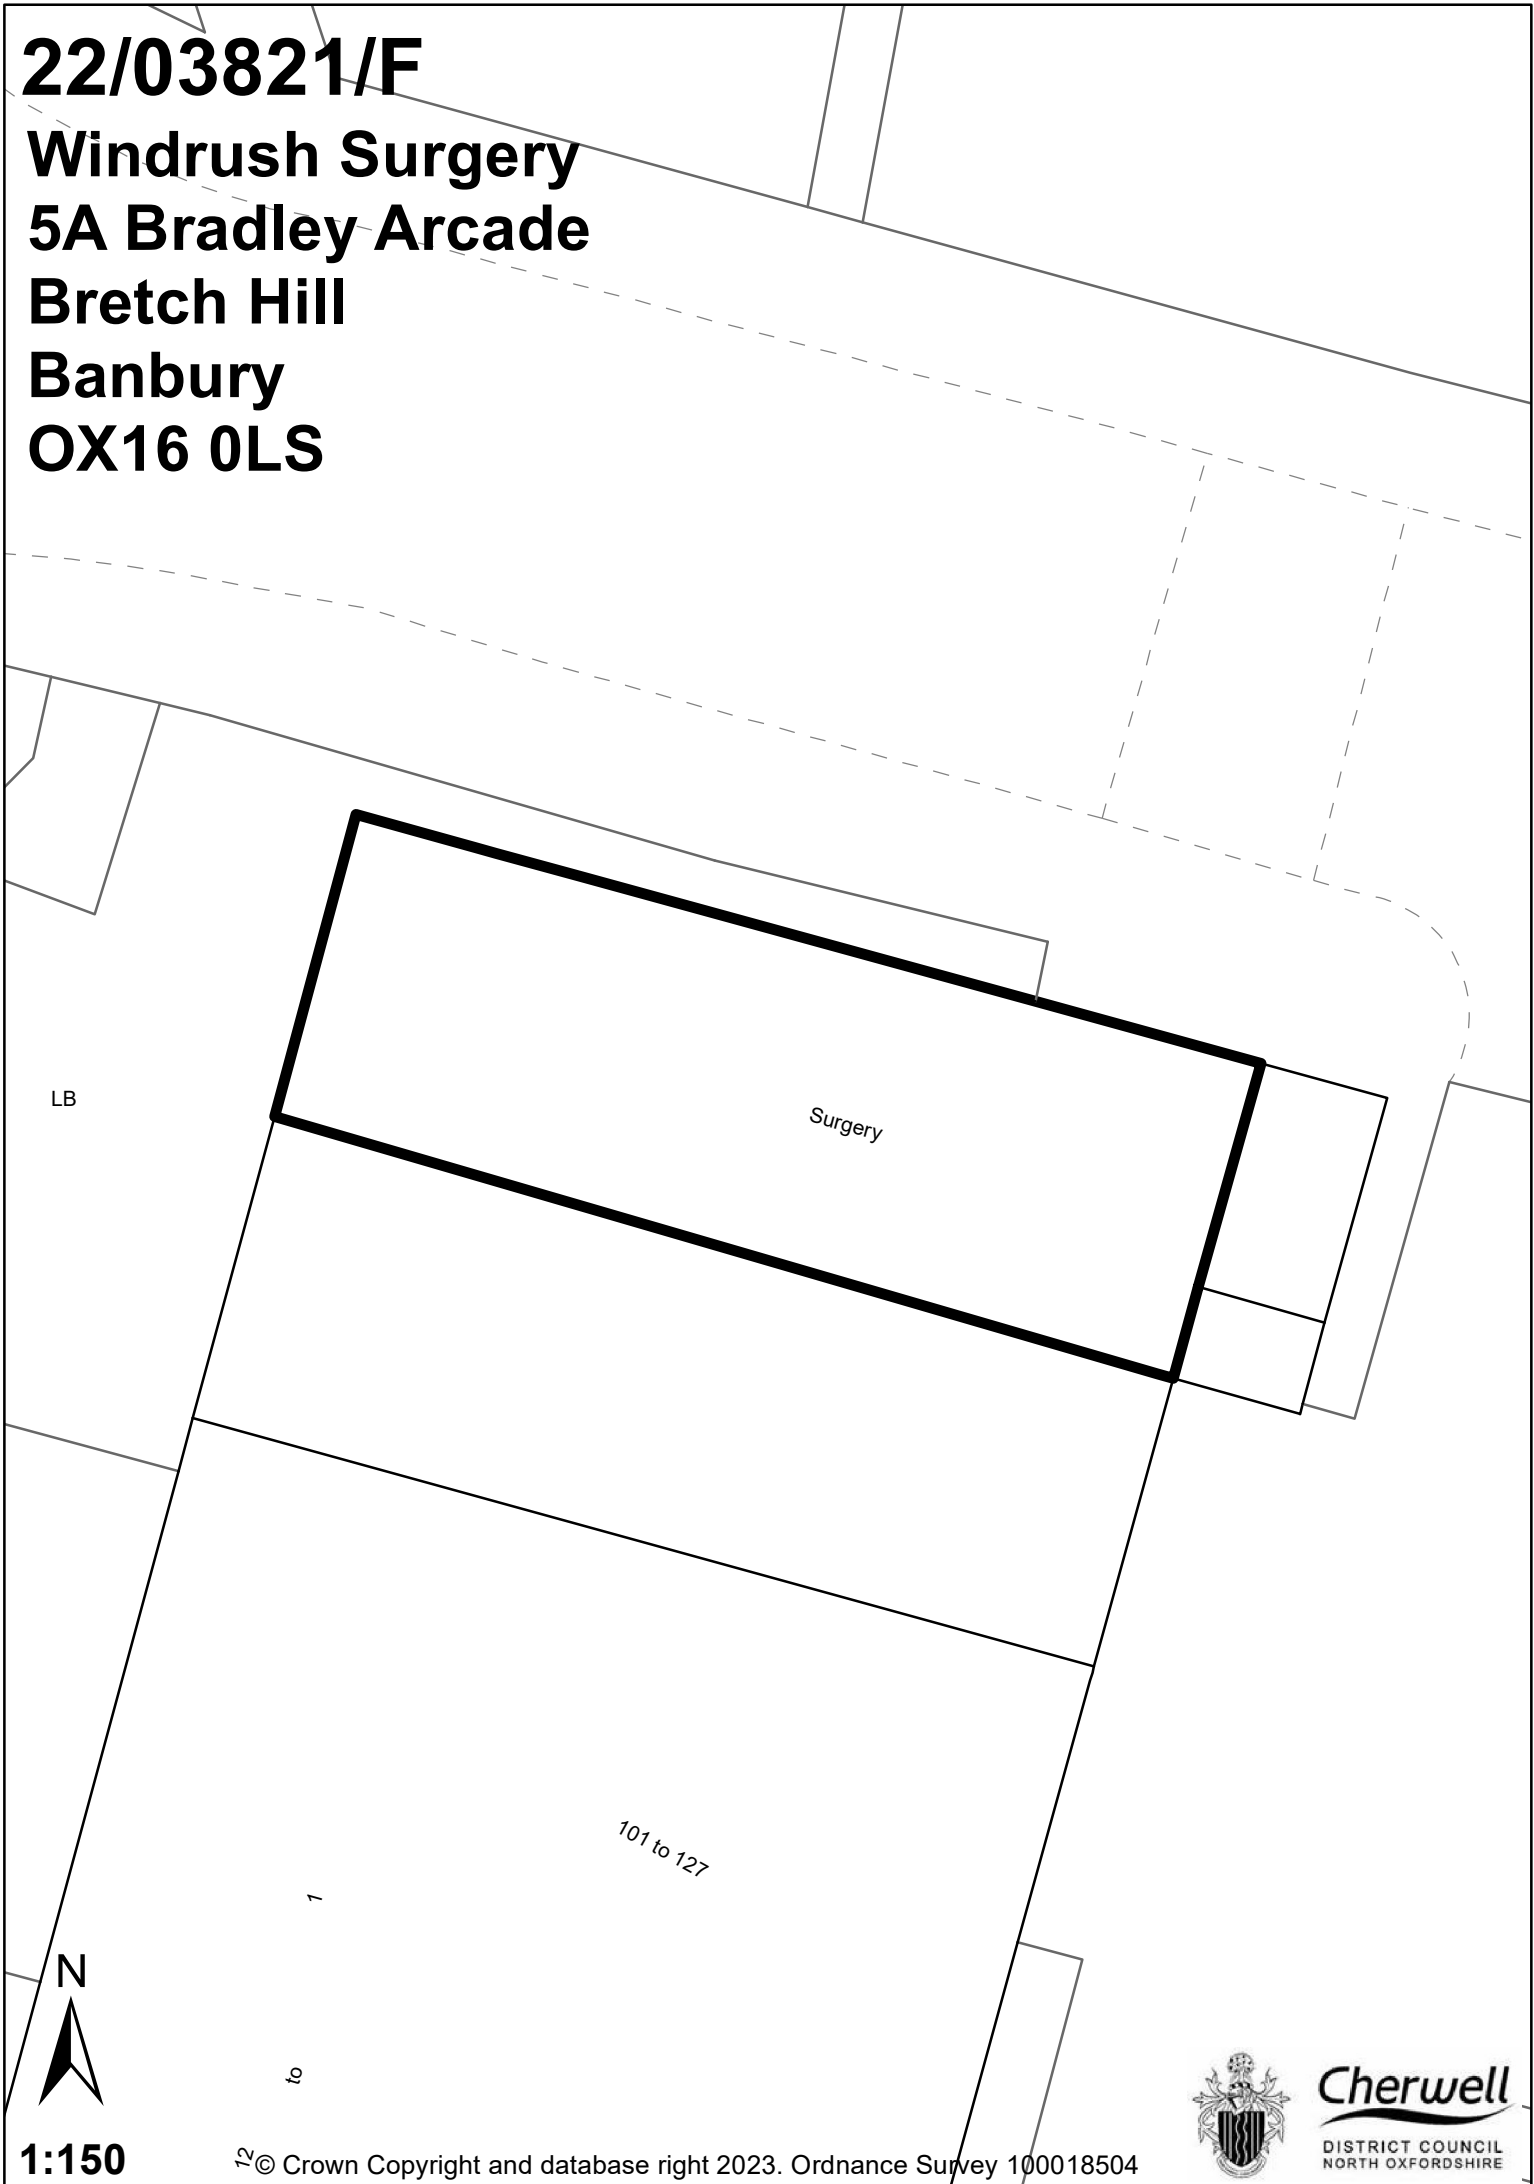 22/03821/F
Windrush Surgery
5A Bradley Arcade
Bretch Hill
Banbury
OX16 0LS
LB
Surgery
101 to 127
1
to
12
N
1:150
© Crown Copyright and database right 2023. Ordnance Survey 100018504
Cherwell
DISTRICT COUNCIL
NORTH OXFORDSHIRE